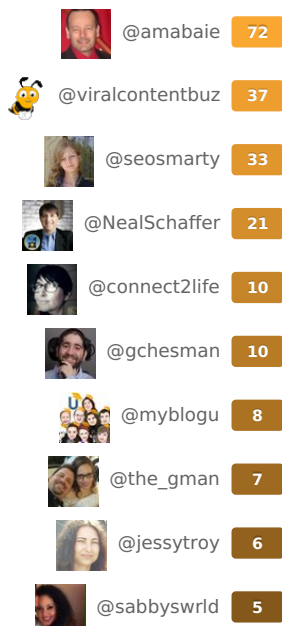 @amabaie 72
@viralcontentbuz 37
@seosmarty 33
@NealSchaffer 21
@connect2life 10
@gchesman 10
@myblogu 8
@the_gman 7
@jessytroy 6
@sabbyswrld 5